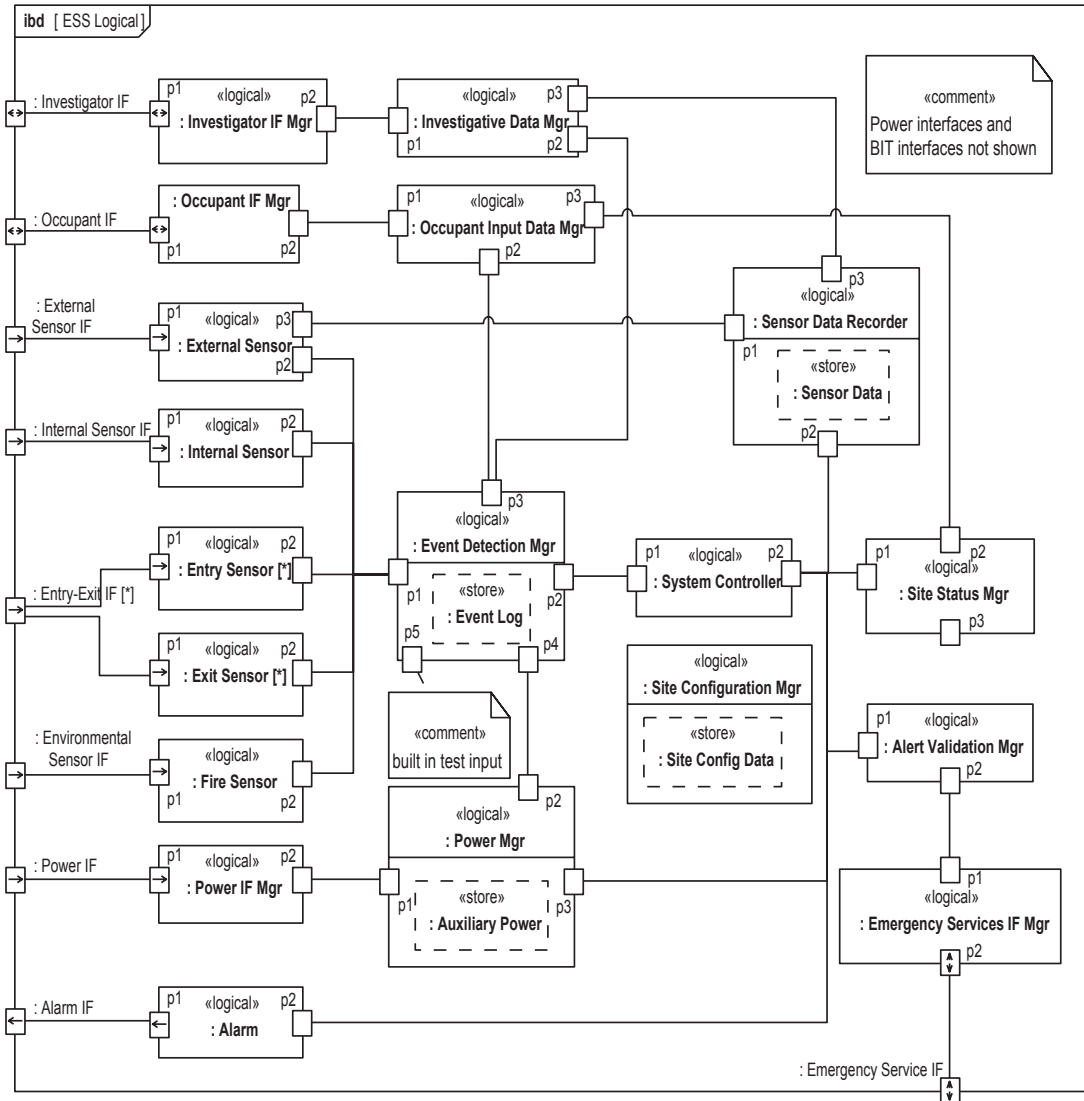 ibd [ ESS Logical]
: Investigator IF
p1
«logical»
p2
: Investigator IF Mgr
«logical»
p3
: Investigative Data Mgr
p1
p2
«comment»
Power interfaces and
BIT interfaces not shown
: Occupant IF
: Occupant IF Mgr
p1
p2
p1
«logical»
p3
: Occupant Input Data Mgr
p2
: External
Sensor IF
p1
«logical»
p3
: External Sensor
p2
p3
«logical»
: Sensor Data Recorder
p1
«store»
: Sensor Data
p2
: Internal Sensor IF
p1
«logical»
p2
: Internal Sensor
p3
«logical»
: Event Detection Mgr
p1
p2
«store»
: Event Log
p5
p4
: Entry-Exit IF [*]
p1
«logical»
p2
: Entry Sensor [*]
p1
«logical»
p2
: Exit Sensor [*]
p1
«logical»
p2
: System Controller
p1
p2
«logical»
: Site Status Mgr
p3
«logical»
: Site Configuration Mgr
«store»
: Site Config Data
«comment»
built in test input
: Environmental
Sensor IF
«logical»
: Fire Sensor
p1
p2
p1
«logical»
: Alert Validation Mgr
p2
p2
«logical»
: Power Mgr
p1
«store»
p3
: Auxiliary Power
: Power IF
p1
«logical»
p2
: Power IF Mgr
p1
«logical»
: Emergency Services IF Mgr
p2
: Alarm IF
p1
«logical»
p2
: Alarm
: Emergency Service IF